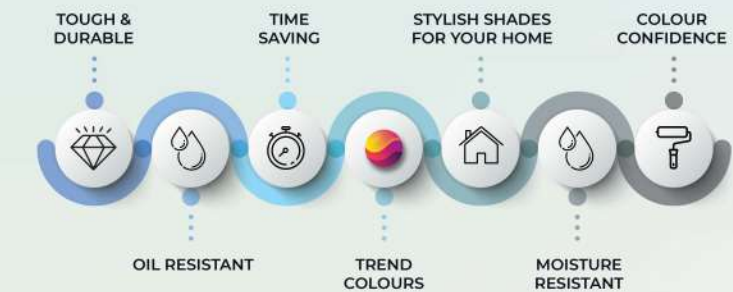 TOUGH &
DURABLE
TIME
SAVING
STYLISH SHADES
FOR YOUR HOME
COLOUR
CONFIDENCE
OIL RESISTANT
TREND
COLOURS
MOISTURE
RESISTANT